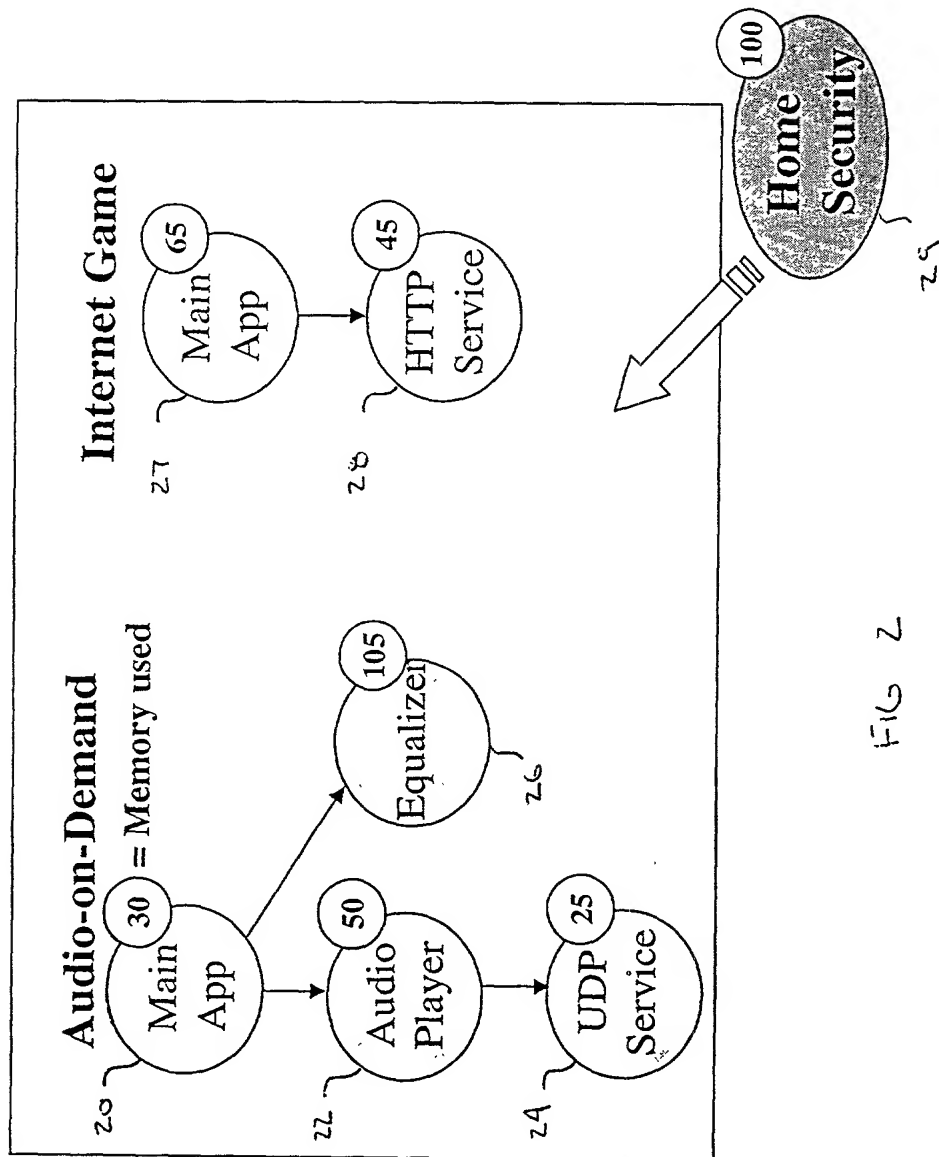 Audio-on-Demand
30 = Memory used
Main
App
20
50
Audio
Player
22
25
UDP
Service
24
105
Equalizer
26
Internet Game
65
Main
App
27
45
HTTP
Service
28
100
Home
Security
29
FIG 2